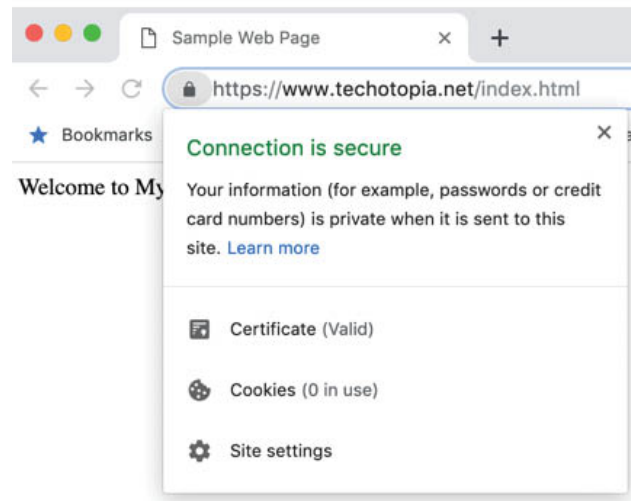 Sample Web Page
https://www.techotopia.net/index.html
Bookmarks
Connection is secure
Welcome to My
Your information (for example, passwords or credit
card numbers) is private when it is sent to this
site. Learn more
Certificate (Valid)
Cookies (0 in use)
Site settings